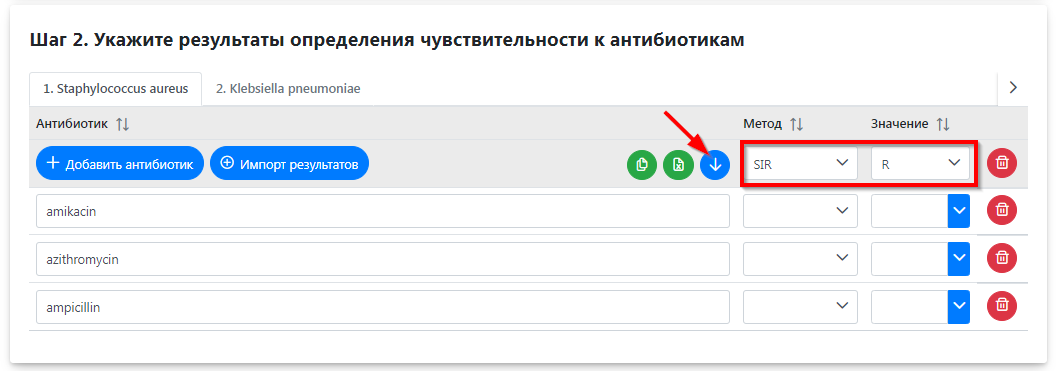 Шаг 2. Укажите результаты определения чувствительности к антибиотикам
1. Staphylococcus aureus 2. Klebsiella pneumoniae
Антибиотик Метод Значение
Добавить антибиотик Импорт результатов SIR R
amikacin
azithromycin
ampicillin